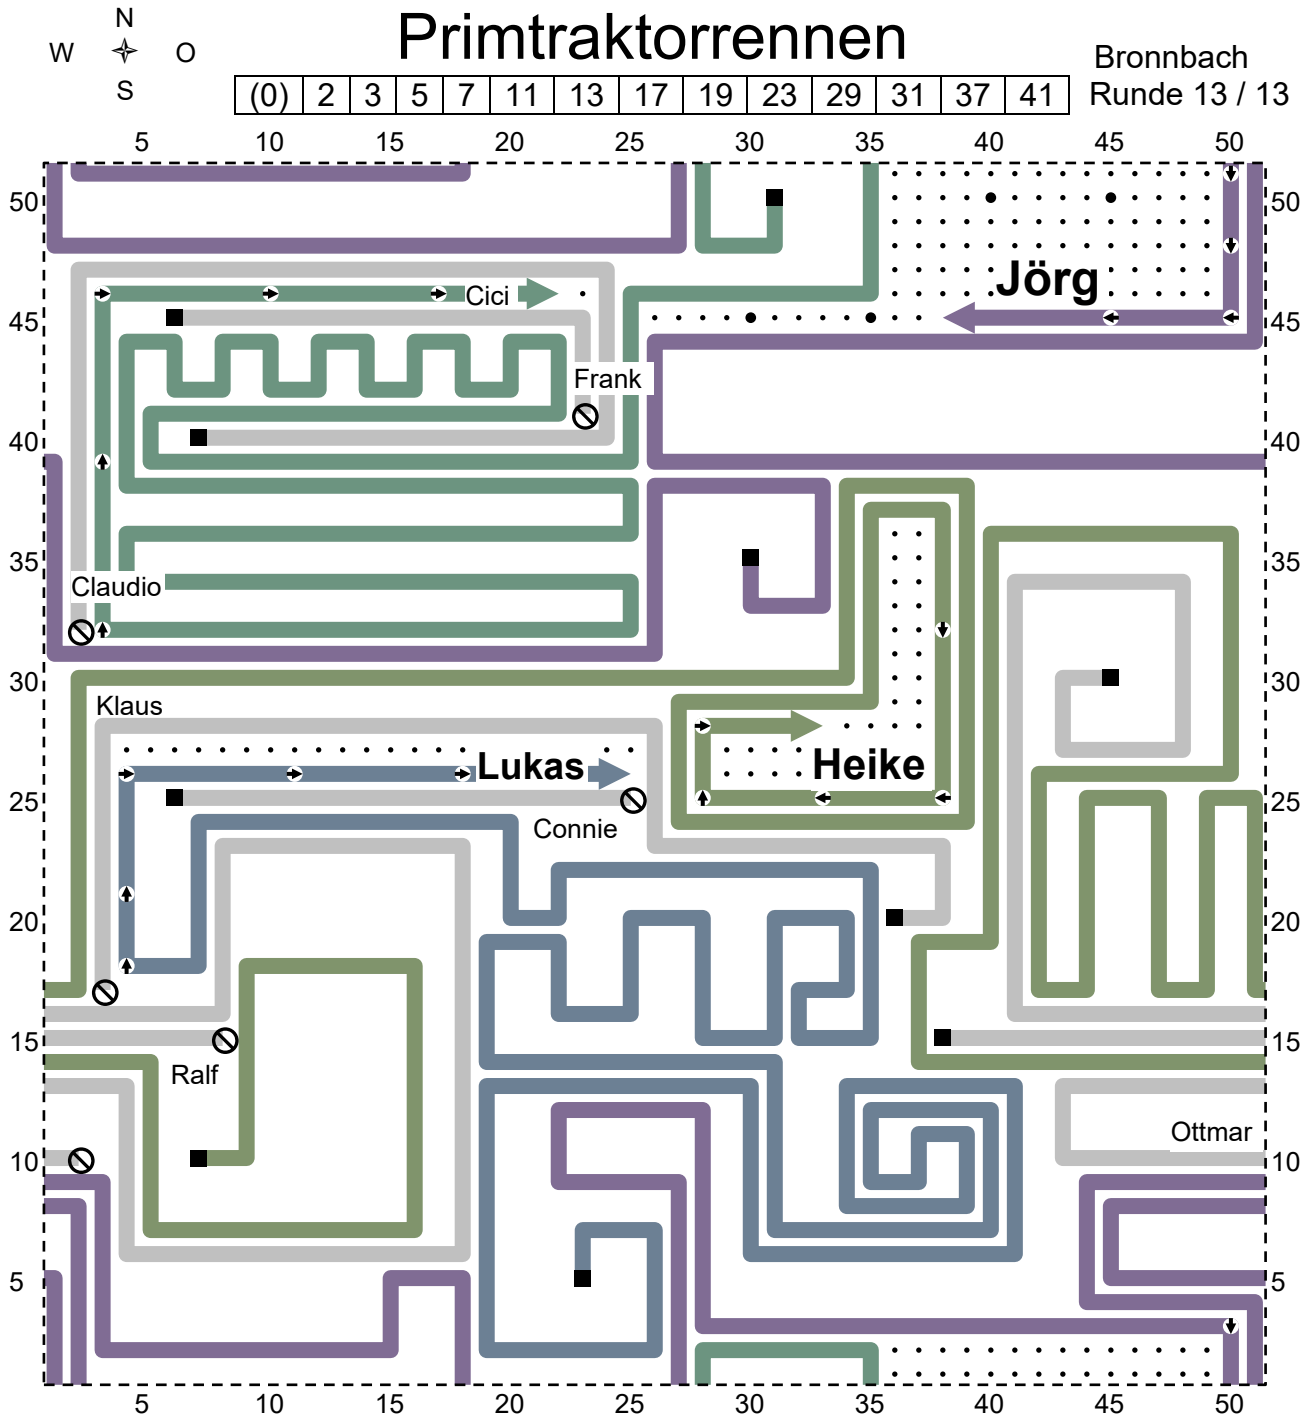 N
Primtraktorrennen
W O
Bronnbach
S
(0) 2 3 5 7 11 13 17 19 23 29 31 37 41
Runde 13 / 13
5 10 15 20 25 30 35 40 45 50
50 50
Jörg
Cici
45 45
Frank
40 40
35 35
Claudio
30 30
Klaus
Lukas Heike
25 25
Connie
20 20
15 15
Ralf
Ottmar
10 10
5 5
5 10 15 20 25 30 35 40 45 50